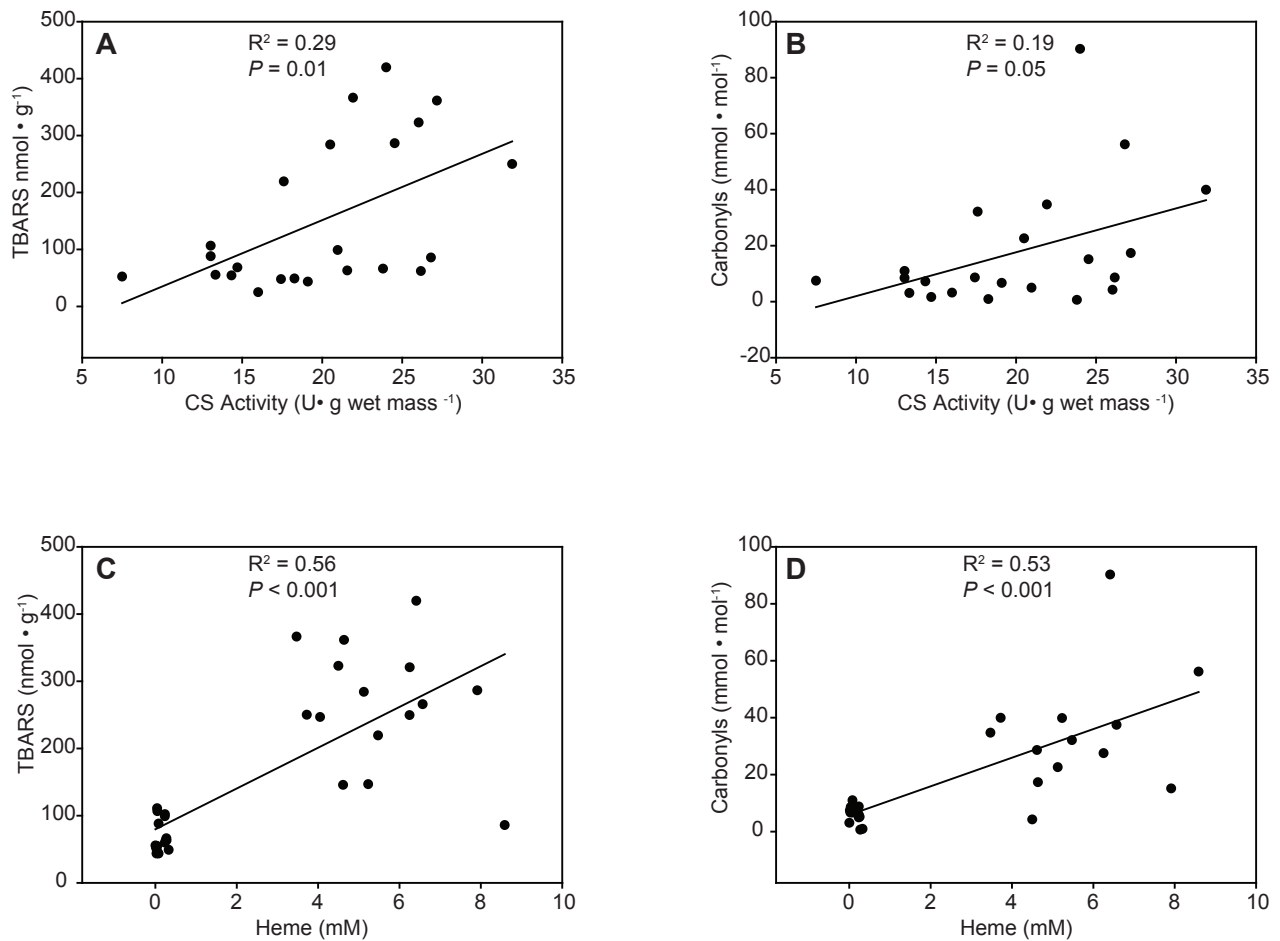 A
R² = 0.29
P = 0.01
500
400
300
200
100
0
TBARS nmol • g⁻¹)
5 10 15 20 25 30 35
CS Activity (U• g wet mass ⁻¹)
B
R² = 0.19
P = 0.05
100
80
60
40
20
0
-20
Carbonyls (mmol • mol⁻¹)
5 10 15 20 25 30 35
CS Activity (U• g wet mass ⁻¹)
C
R² = 0.56
P < 0.001
500
400
300
200
100
0
TBARS (nmol • g⁻¹)
0 2 4 6 8 10
Heme (mM)
D
R² = 0.53
P < 0.001
100
80
60
40
20
0
Carbonyls (mmol • mol⁻¹)
0 2 4 6 8 10
Heme (mM)